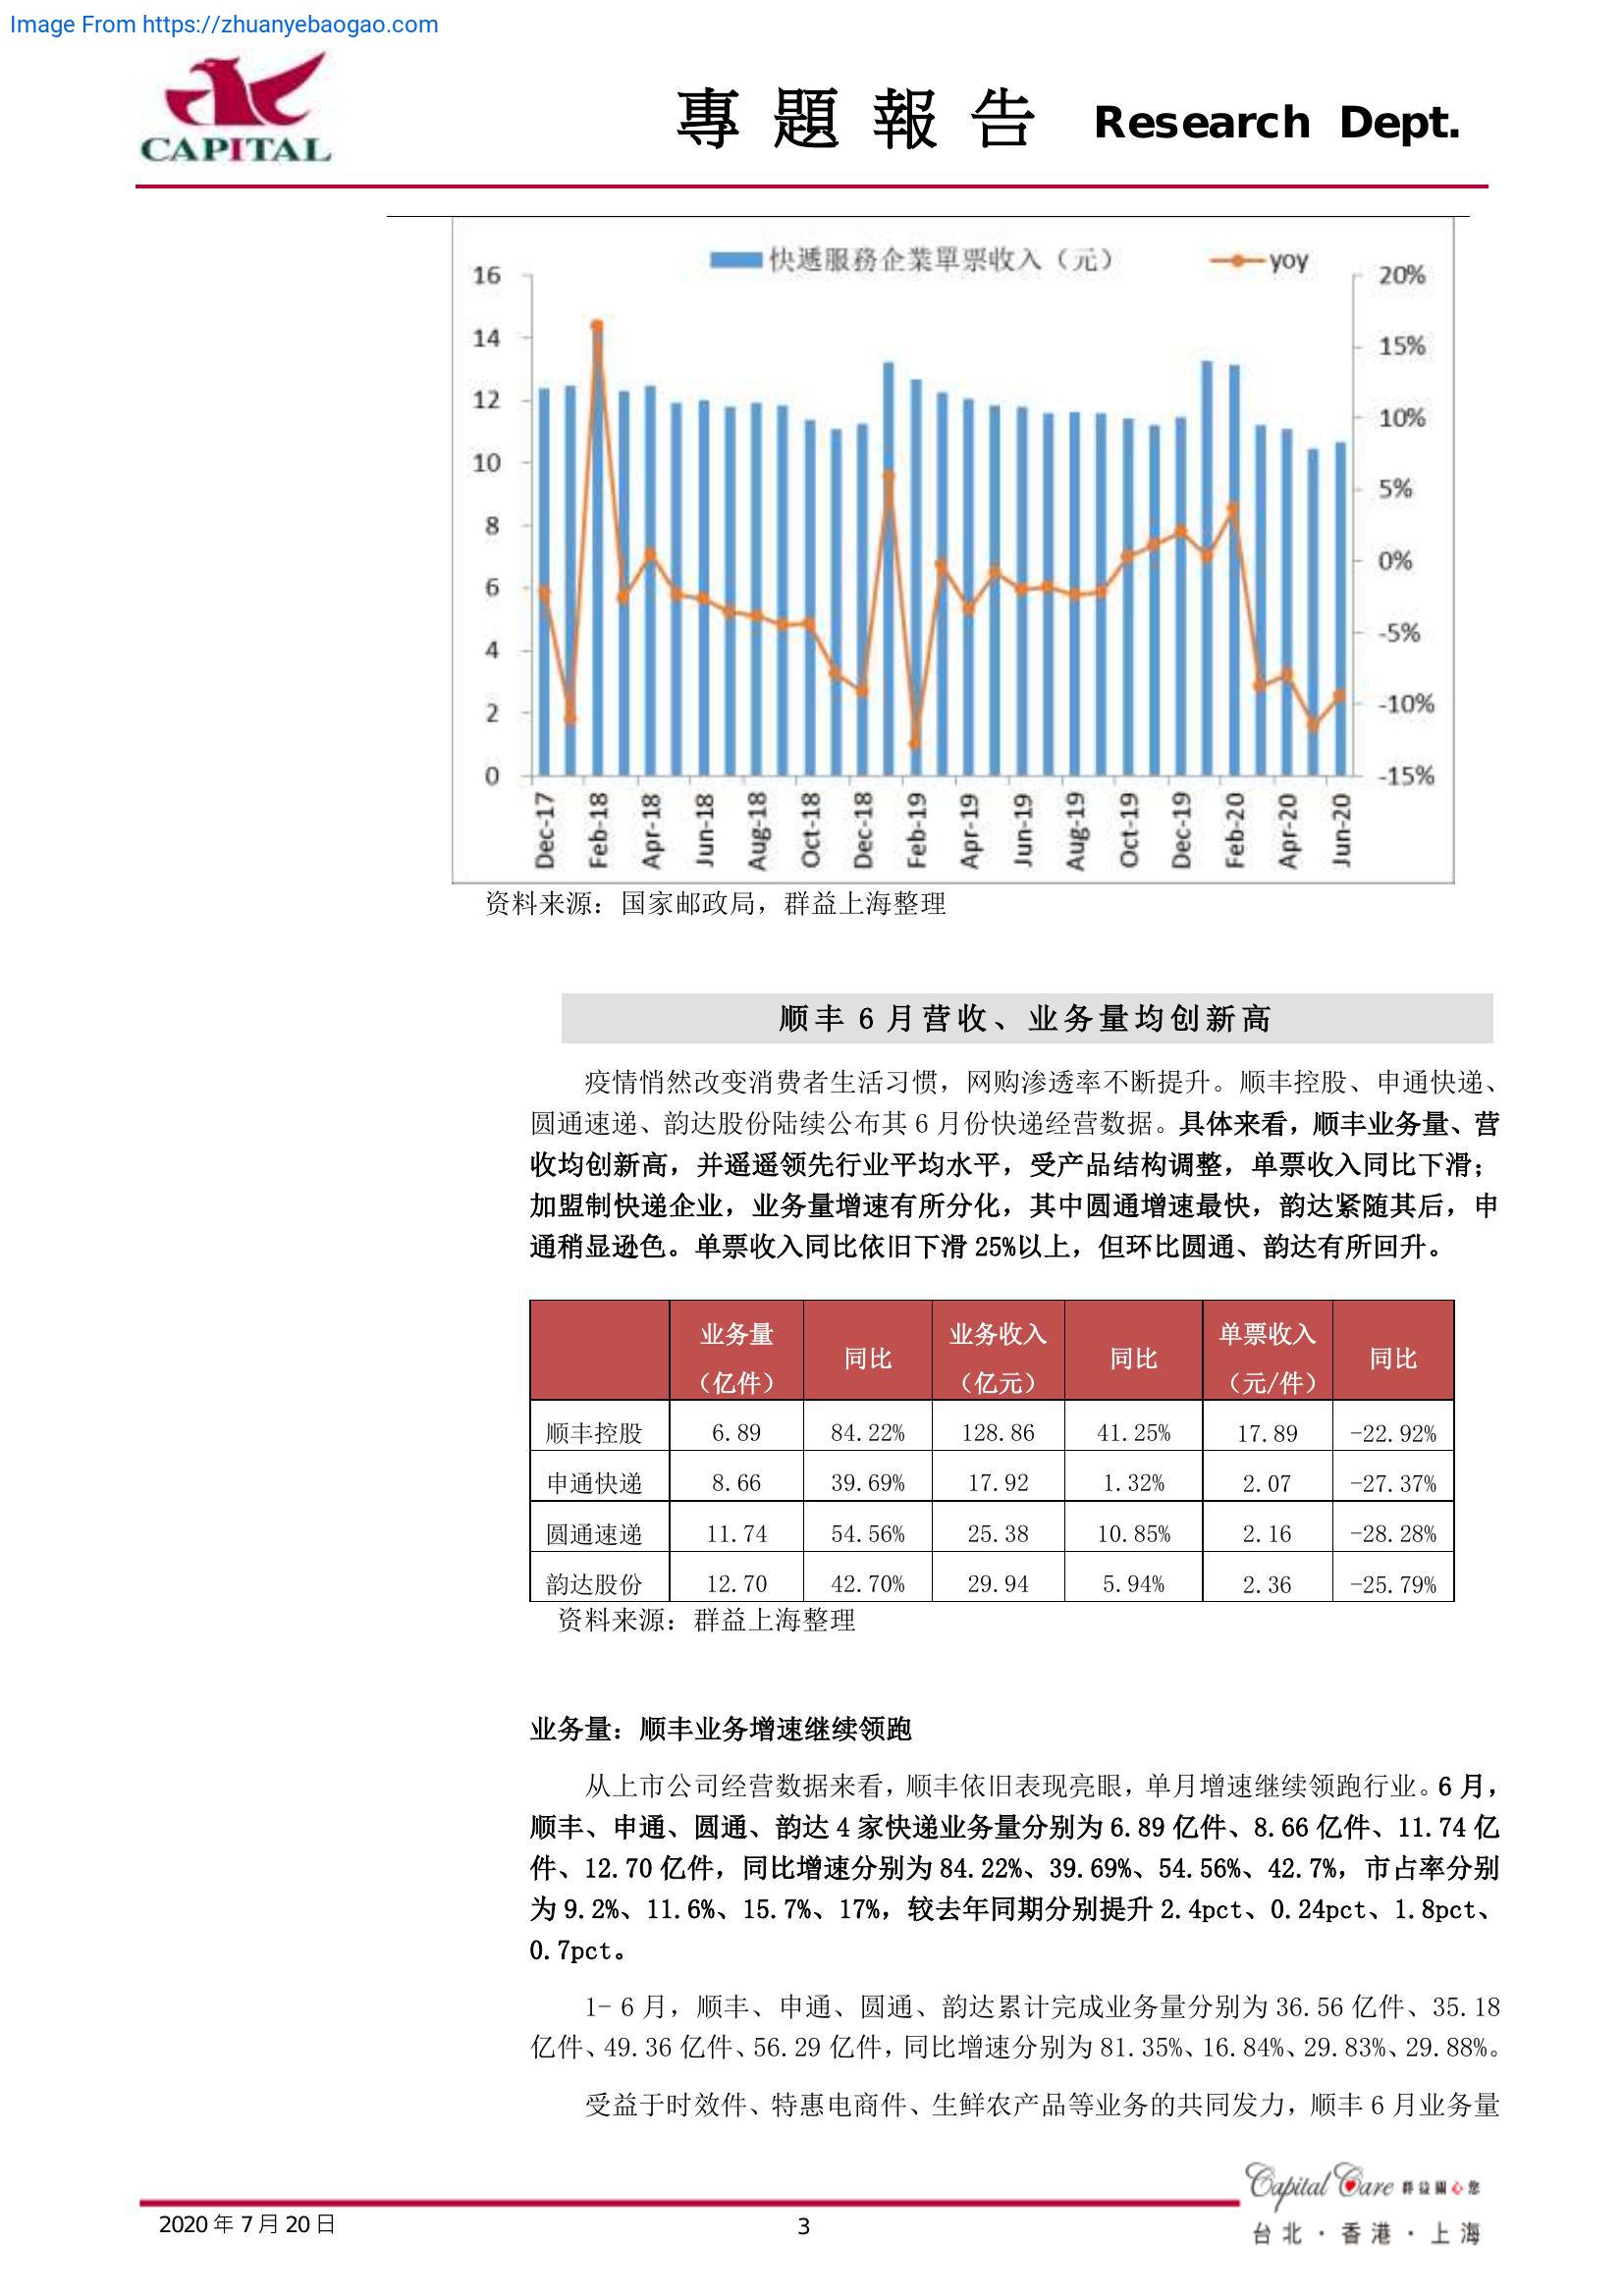 Image From https://zhuanyebaogao.com
CAPITAL
專題報告 Research Dept.
快遞服務企業單票收入（元） yoy
16 20%
14 15%
12 10%
10 5%
8 0%
6 -5%
4 -10%
2 -15%
0
Dec-17 Feb-18 Apr-18 Jun-18 Aug-18 Oct-18 Dec-18 Feb-19 Apr-19 Jun-19 Aug-19 Oct-19 Dec-19 Feb-20 Apr-20 Jun-20
资料来源：国家邮政局，群益上海整理
顺丰 6 月营收、业务量均创新高
疫情悄然改变消费者生活习惯，网购渗透率不断提升。顺丰控股、申通快递、
圆通速递、韵达股份陆续公布其 6 月份快递经营数据。具体来看，顺丰业务量、营
收均创新高，并遥遥领先行业平均水平，受产品结构调整，单票收入同比下滑；
加盟制快递企业，业务量增速有所分化，其中圆通增速最快，韵达紧随其后，申
通稍显逊色。单票收入同比依旧下滑 25%以上，但环比圆通、韵达有所回升。
业务量（亿件） 同比 业务收入（亿元） 同比 单票收入（元/件） 同比
顺丰控股 6.89 84.22% 128.86 41.25% 17.89 -22.92%
申通快递 8.66 39.69% 17.92 1.32% 2.07 -27.37%
圆通速递 11.74 54.56% 25.38 10.85% 2.16 -28.28%
韵达股份 12.70 42.70% 29.94 5.94% 2.36 -25.79%
资料来源：群益上海整理
业务量：顺丰业务增速继续领跑
从上市公司经营数据来看，顺丰依旧表现亮眼，单月增速继续领跑行业。6 月，
顺丰、申通、圆通、韵达 4 家快递业务量分别为 6.89 亿件、8.66 亿件、11.74 亿
件、12.70 亿件，同比增速分别为 84.22%、39.69%、54.56%、42.7%，市占率分别
为 9.2%、11.6%、15.7%、17%，较去年同期分别提升 2.4pct、0.24pct、1.8pct、
0.7pct。
1- 6 月，顺丰、申通、圆通、韵达累计完成业务量分别为 36.56 亿件、35.18
亿件、49.36 亿件、56.29 亿件，同比增速分别为 81.35%、16.84%、29.83%、29.88%。
受益于时效件、特惠电商件、生鲜农产品等业务的共同发力，顺丰 6 月业务量
Capital Care 群益關心您
2020 年 7 月 20 日 3
台北·香港·上海